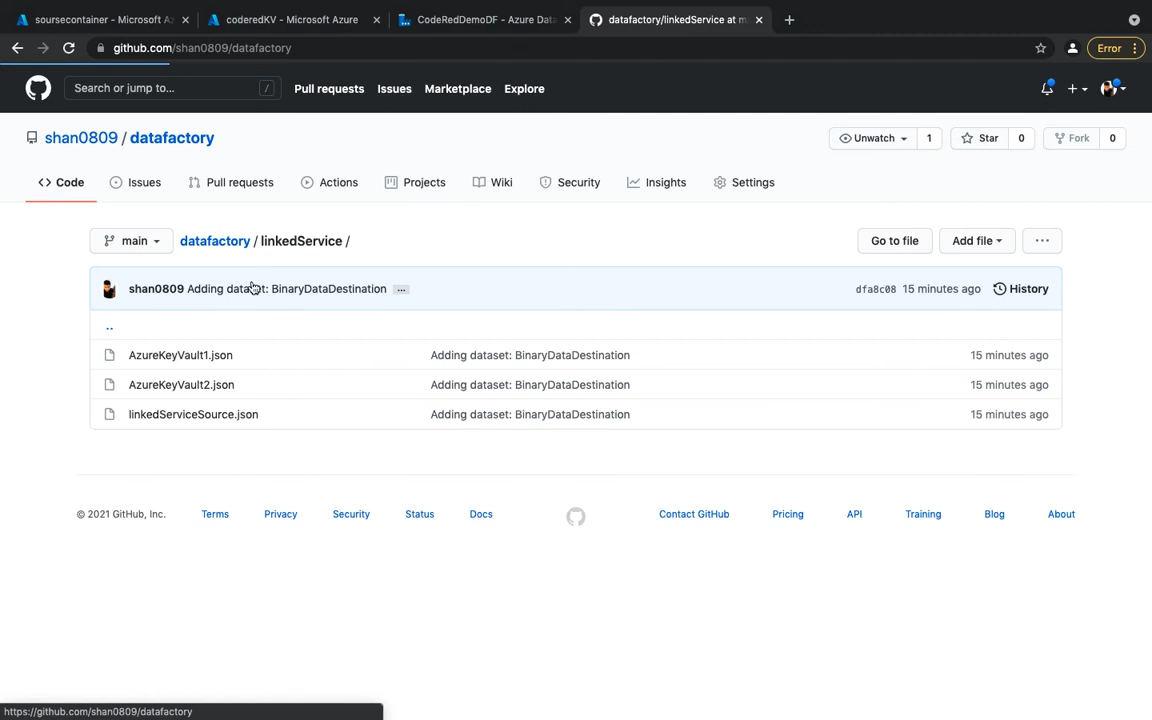 soursecontainer - Microsoft Az
coderedKV - Microsoft Azure
CodeRedDemoDF - Azure Data
datafactory/linkedService at m
github.com/shan0809/datafactory
Error
Search or jump to...
/
Pull requests
Issues
Marketplace
Explore
shan0809 / datafactory
Unwatch 1
Star 0
Fork 0
Code
Issues
Pull requests
Actions
Projects
Wiki
Security
Insights
Settings
main
datafactory / linkedService /
Go to file
Add file
...
shan0809 Adding dataset: BinaryDataDestination ...
dfa8c08 15 minutes ago
History
..
AzureKeyVault1.json Adding dataset: BinaryDataDestination 15 minutes ago
AzureKeyVault2.json Adding dataset: BinaryDataDestination 15 minutes ago
linkedServiceSource.json Adding dataset: BinaryDataDestination 15 minutes ago
© 2021 GitHub, Inc. Terms Privacy Security Status Docs Contact GitHub Pricing API Training Blog About
https://github.com/shan0809/datafactory